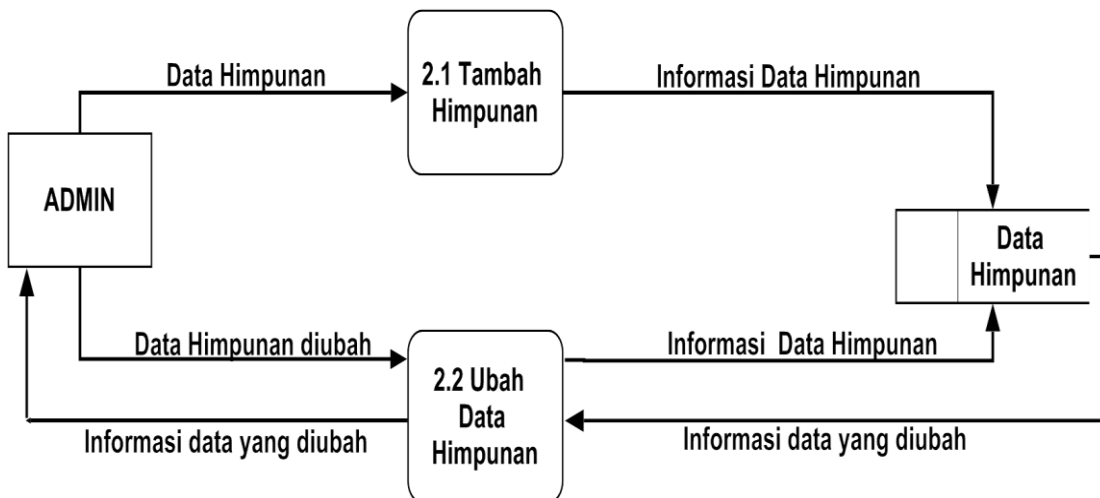 Data Himpunan
2.1 Tambah
Himpunan
Informasi Data Himpunan
ADMIN
Data
Himpunan
Data Himpunan diubah
2.2 Ubah
Data
Himpunan
Informasi Data Himpunan
Informasi data yang diubah
Informasi data yang diubah